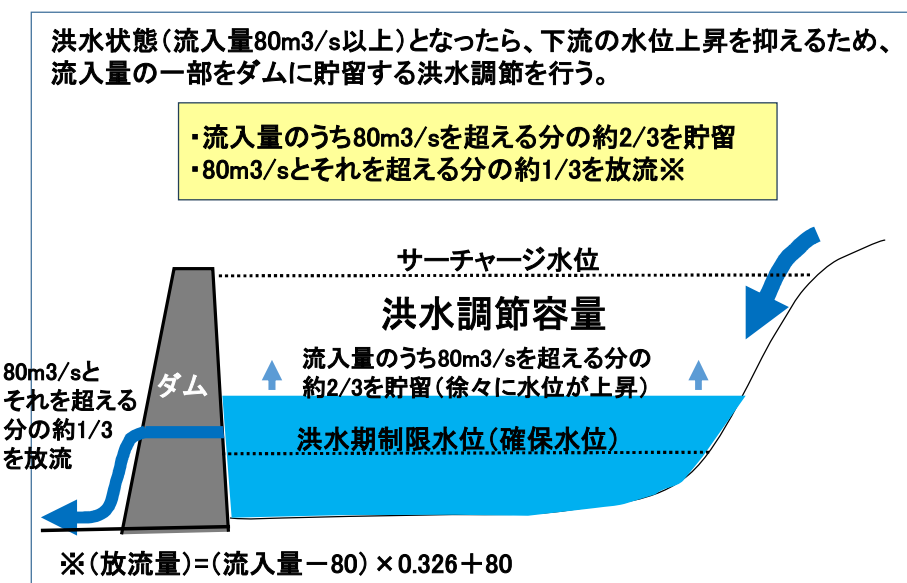 洪水状態（流入量80m3/s以上）となったら、下流の水位上昇を抑えるため、
流入量の一部をダムに貯留する洪水調節を行う。
・流入量のうち80m3/sを超える分の約2/3を貯留
・80m3/sとそれを超える分の約1/3を放流※
サーチャージ水位
洪水調節容量
流入量のうち80m3/sを超える分の
約2/3を貯留（徐々に水位が上昇）
80m3/sと
それを超える
分の約1/3
を放流
ダム
洪水期制限水位（確保水位）
※（放流量）＝（流入量－80）×0.326＋80